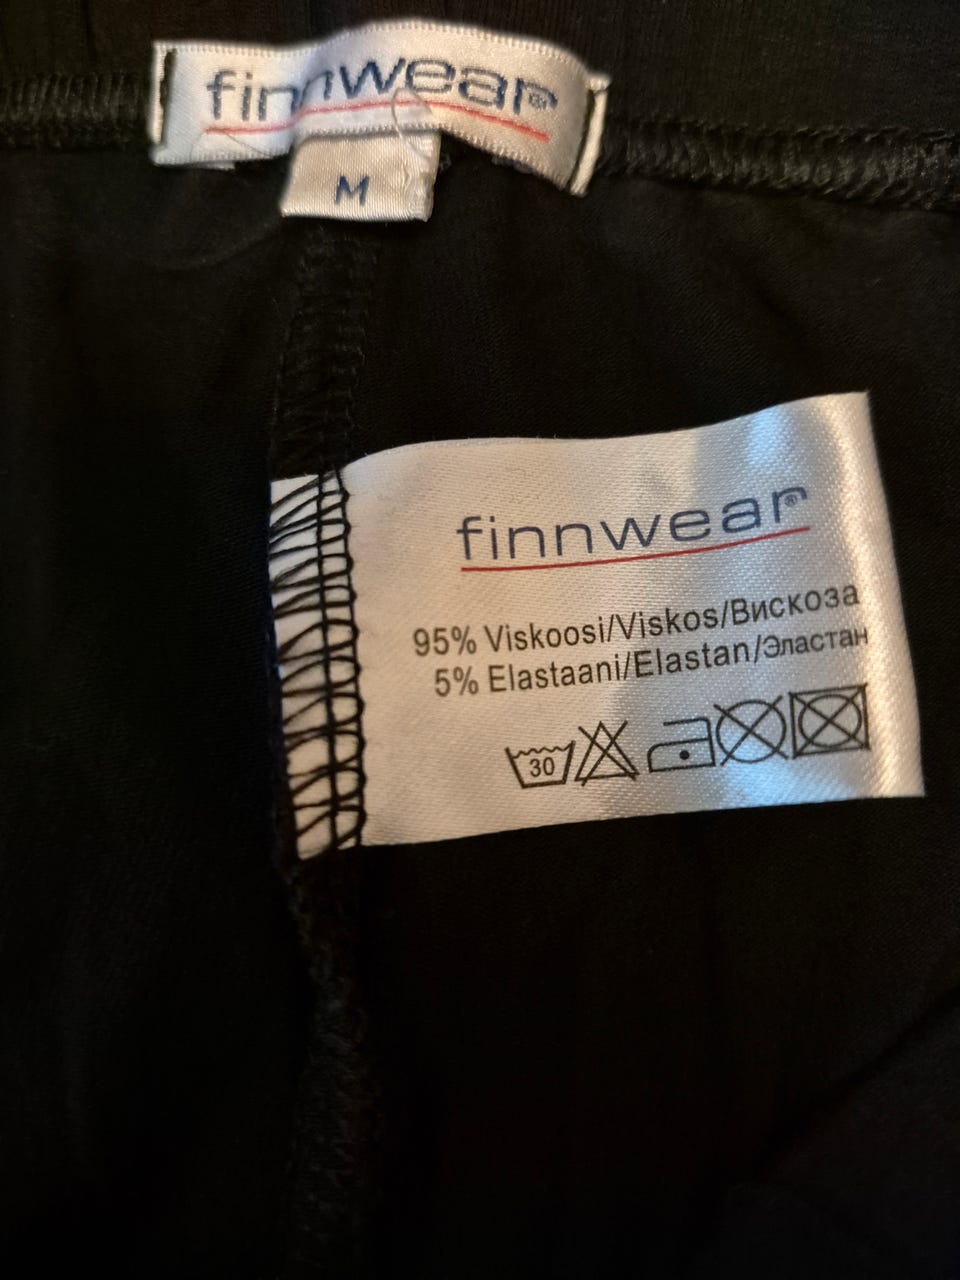 finnwear®
M
finnwear®
95% Viskoosi/Viskos/Вискоза
5% Elastaani/Elastan/Эластан
30